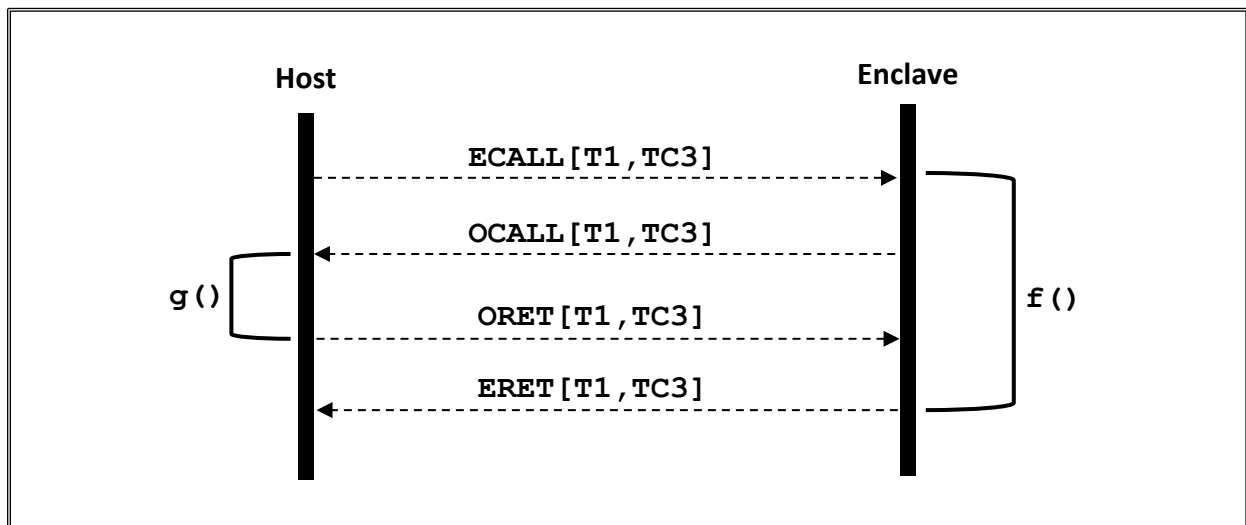 Host
Enclave
ECALL[T1,TC3]
OCALL[T1,TC3]
g()
f()
ORET[T1,TC3]
ERET[T1,TC3]